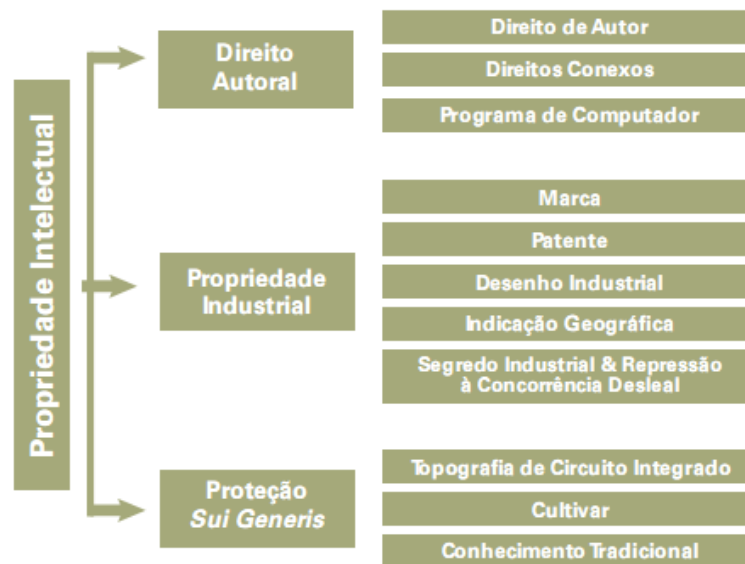 Propriedade Intelectual
Direito
Autoral
Direito de Autor
Direitos Conexos
Programa de Computador
Propriedade
Industrial
Marca
Patente
Desenho Industrial
Indicação Geográfica
Segredo Industrial & Repressão
à Concorrência Desleal
Proteção
Sui Generis
Topografia de Circuito Integrado
Cultivar
Conhecimento Tradicional